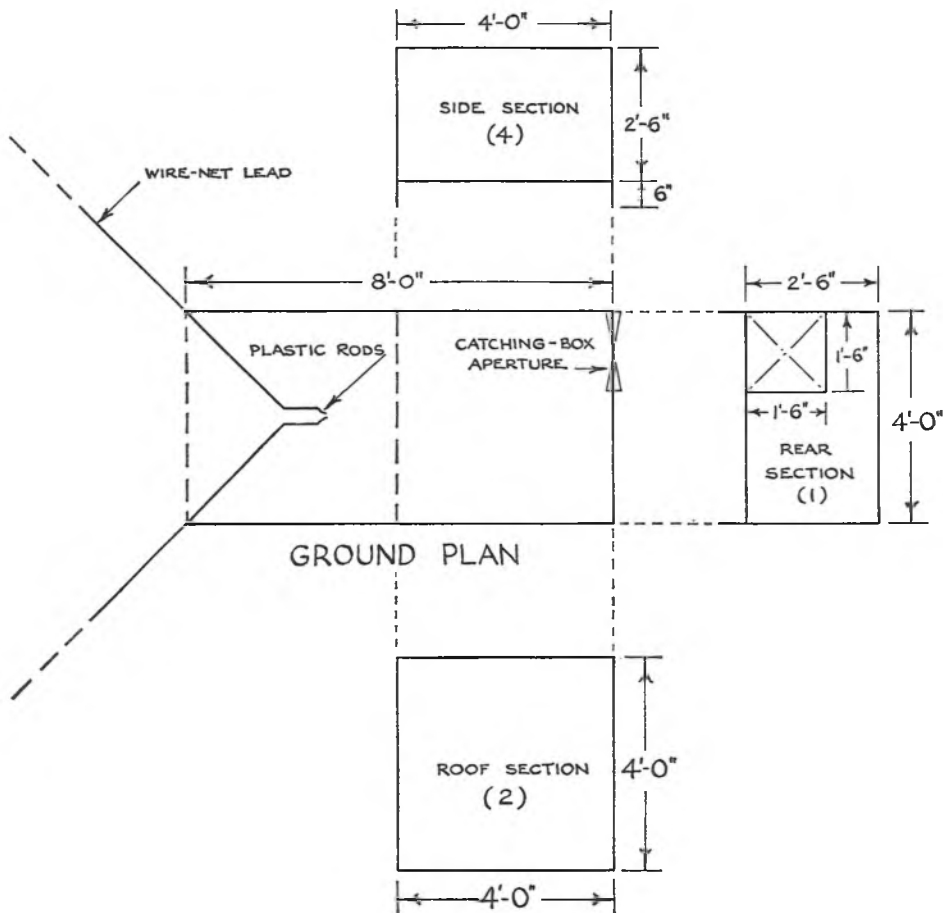 4'-0"
SIDE SECTION
(4)
2'-6"
6"
WIRE-NET LEAD
8'-0"
2'-6"
PLASTIC RODS
CATCHING-BOX
APERTURE
1'-6"
1'-6"
4'-0"
REAR
SECTION
(1)
GROUND PLAN
ROOF SECTION
(2)
4'-0"
4'-0"